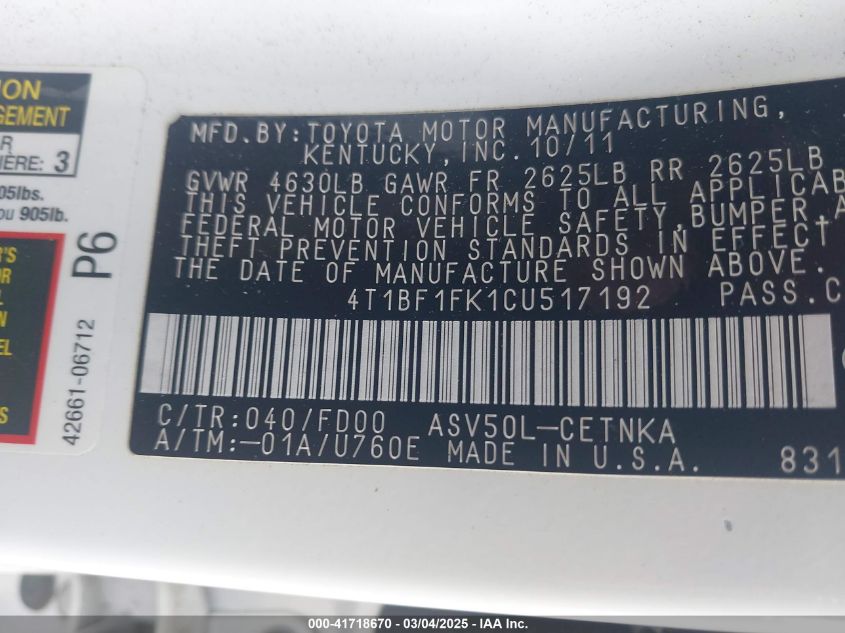 MFD. BY: TOYOTA MOTOR MANUFACTURING,
KENTUCKY, INC. 10/11
GVWR 4630LB GAWR FR 2625LB RR 2625LB
THIS VEHICLE CONFORMS TO ALL APPLICAB
FEDERAL MOTOR VEHICLE SAFETY, BUMPER, A
THEFT PREVENTION STANDARDS IN EFFECT
THE DATE OF MANUFACTURE SHOWN ABOVE.
4T1BF1FK1CU517192 PASS.C
C/TR:040/FD00 ASV50L-CETNKA
A/TM:-01A/U760E MADE IN U.S.A. 831
ION
GEMENT
R
IÈRE: 3
05lbs.
ou 905lb.
R'S
OR
L
N
EL
S
P6
42661-06712
000-41718670 — 03/04/2025 — IAA Inc.